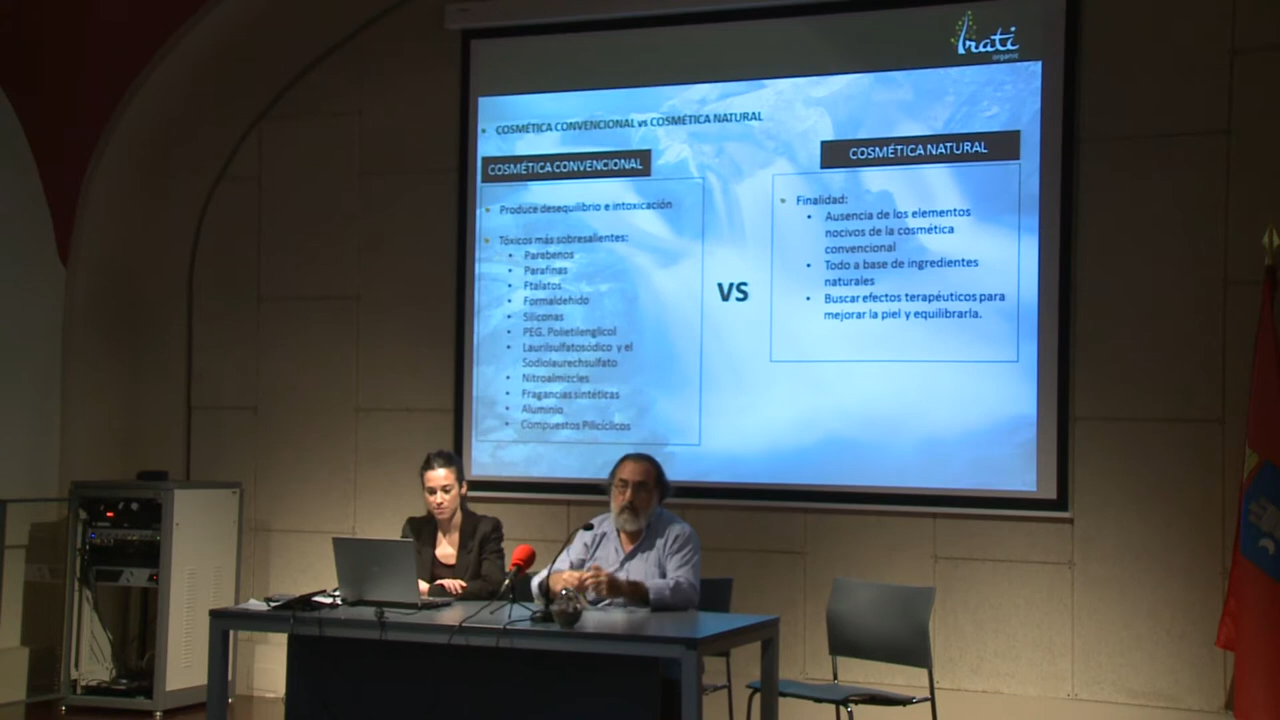 Irati
organic
COSMÉTICA CONVENCIONAL vs COSMÉTICA NATURAL
COSMÉTICA CONVENCIONAL
Produce desequilibrio e intoxicación
Tóxicos más sobresalientes:
Parabenos
Parafinas
Ftalatos
Formaldehido
Siliconas
PEG. Polietilenglicol
Laurilsulfatosódico y el
Sodiolaurechsulfato
Nitroalmizcles
Fragancias sintéticas
Aluminio
Compuestos Pilicíclicos
VS
COSMÉTICA NATURAL
Finalidad:
Ausencia de los elementos
nocivos de la cosmética
convencional
Todo a base de ingredientes
naturales
Buscar efectos terapéuticos para
mejorar la piel y equilibrarla.